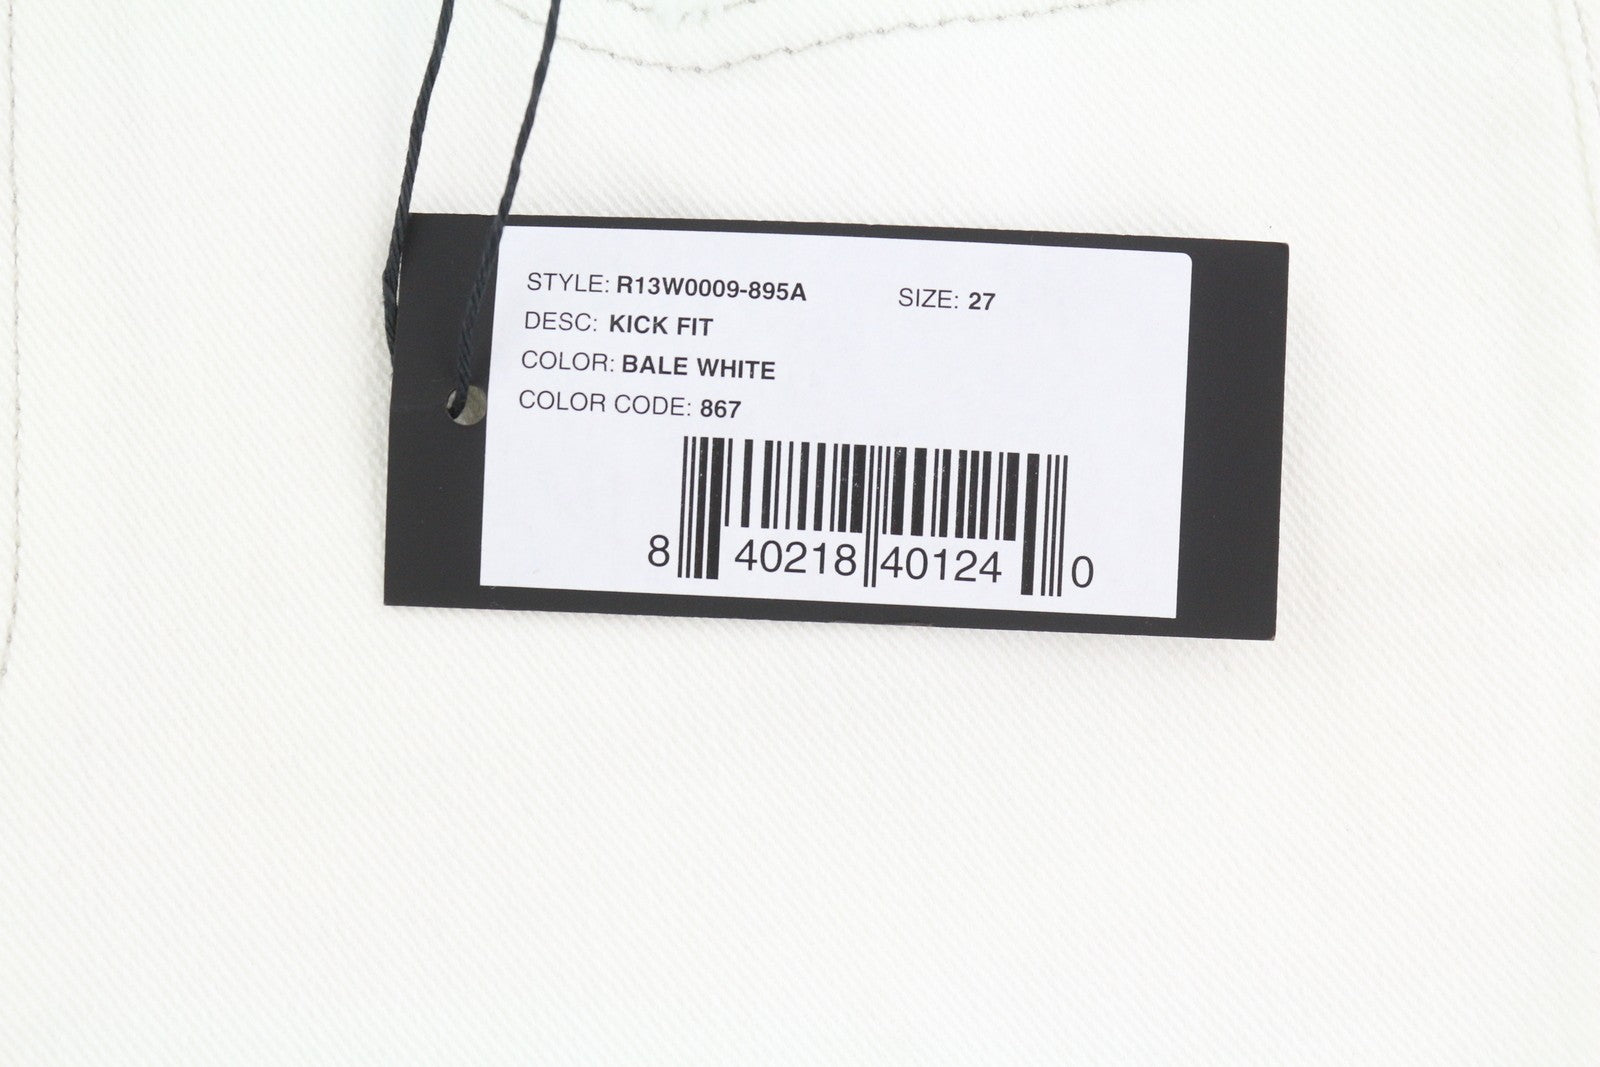 STYLE: R13W0009-895A SIZE: 27
DESC: KICK FIT
COLOR: BALE WHITE
COLOR CODE: 867
8 40218 40124 0